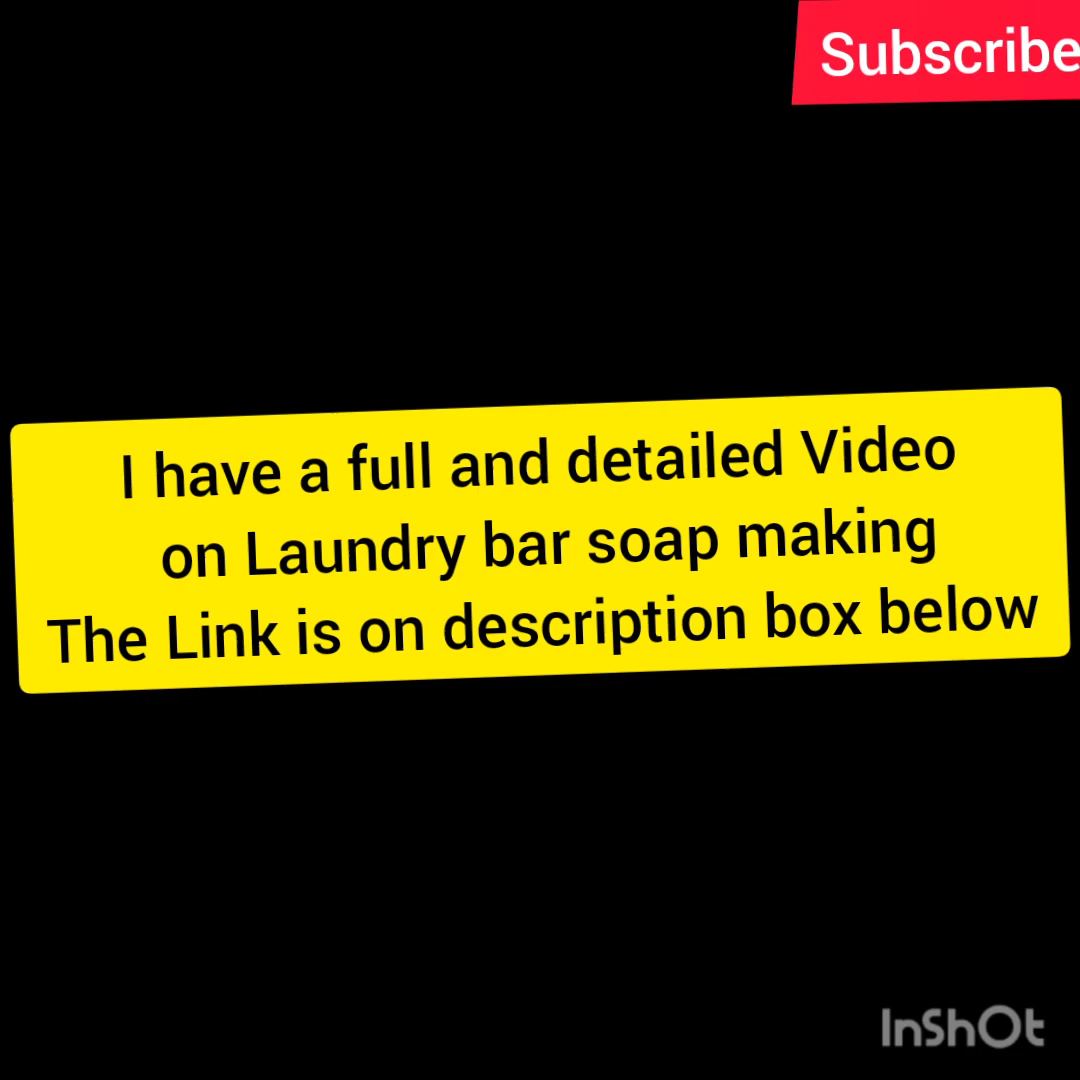 Subscribe
I have a full and detailed Video
on Laundry bar soap making
The Link is on description box below
InShOt